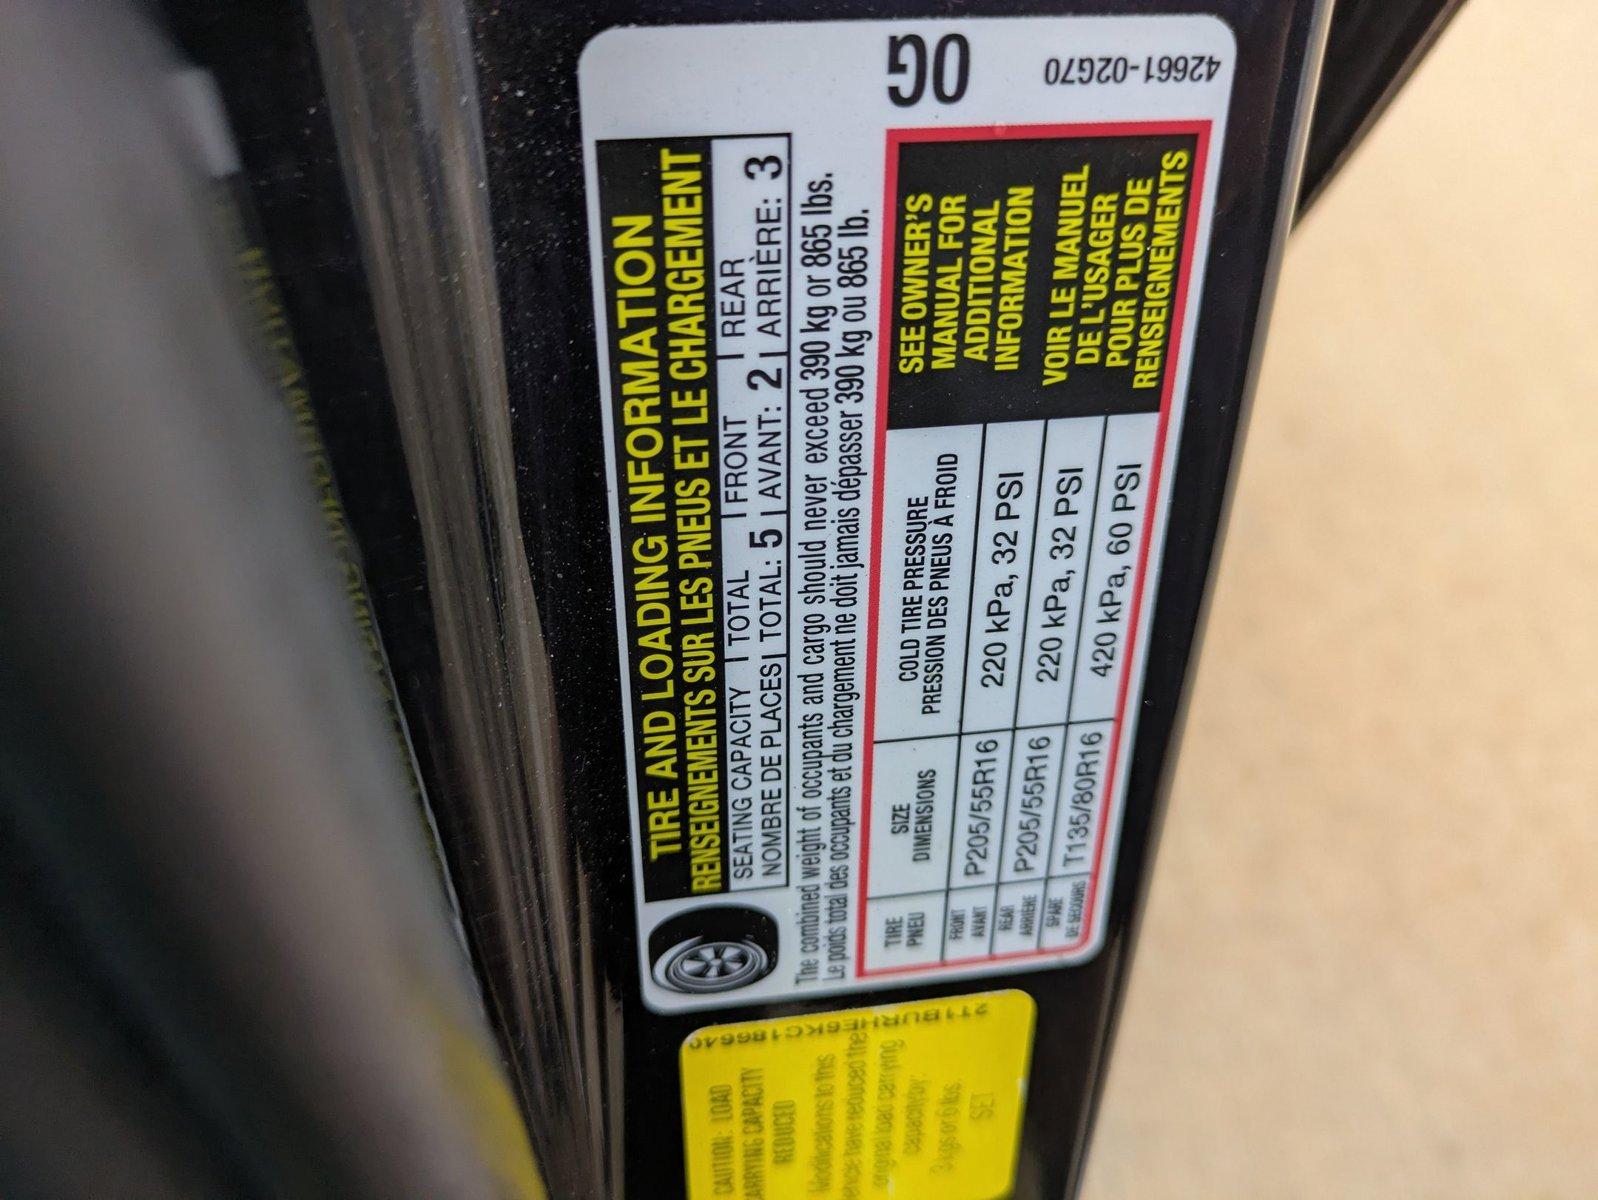 0G
42661-02G70
TIRE AND LOADING INFORMATION
RENSEIGNEMENTS SUR LES PNEUS ET LE CHARGEMENT
SEATING CAPACITY | TOTAL | FRONT | REAR
NOMBRE DE PLACES | TOTAL: 5 | AVANT: 2 | ARRIÈRE: 3
The combined weight of occupants and cargo should never exceed 390 kg or 865 lbs.
Le poids total des occupants et du chargement ne doit jamais dépasser 390 kg ou 865 lb.
TIRE SIZE COLD TIRE PRESSURE
PNEU DIMENSIONS PRESSION DES PNEUS À FROID
FRONT
AVANT P205/55R16 220 kPa, 32 PSI
REAR
ARRIÈRE P205/55R16 220 kPa, 32 PSI
SPARE
DE SECOURS T135/80R16 420 kPa, 60 PSI
SEE OWNER'S
MANUAL FOR
ADDITIONAL
INFORMATION
VOIR LE MANUEL
DE L'USAGER
POUR PLUS DE
RENSEIGNEMENTS
CAUTION: LOAD
CARRYING CAPACITY
REDUCED
Modifications to this
vehicle have reduced the
original load carrying
capacity by:
3 kgs or 6 lbs.
SET